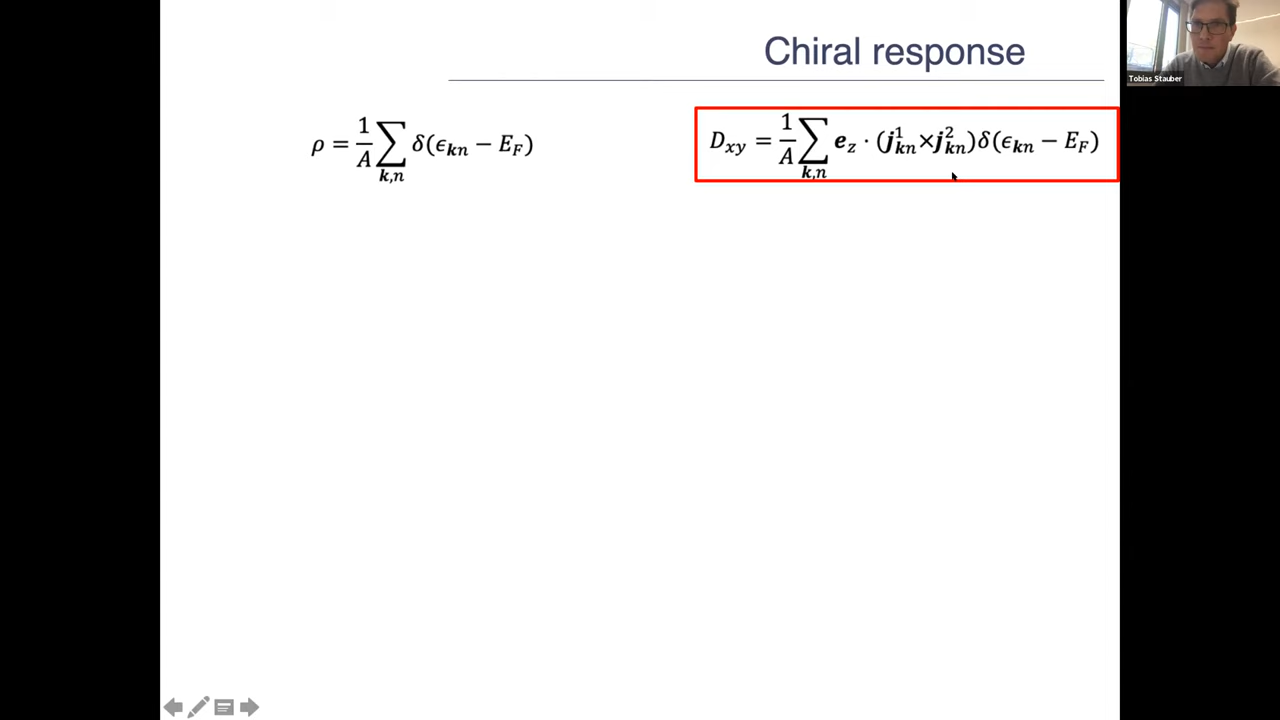 Chiral response
Tobias Stauber
ρ = 1/A ∑_{k,n} δ(ϵ_{kn} − E_F)
D_{xy} = 1/A ∑_{k,n} e_z · (j^1_{kn} × j^2_{kn})δ(ϵ_{kn} − E_F)